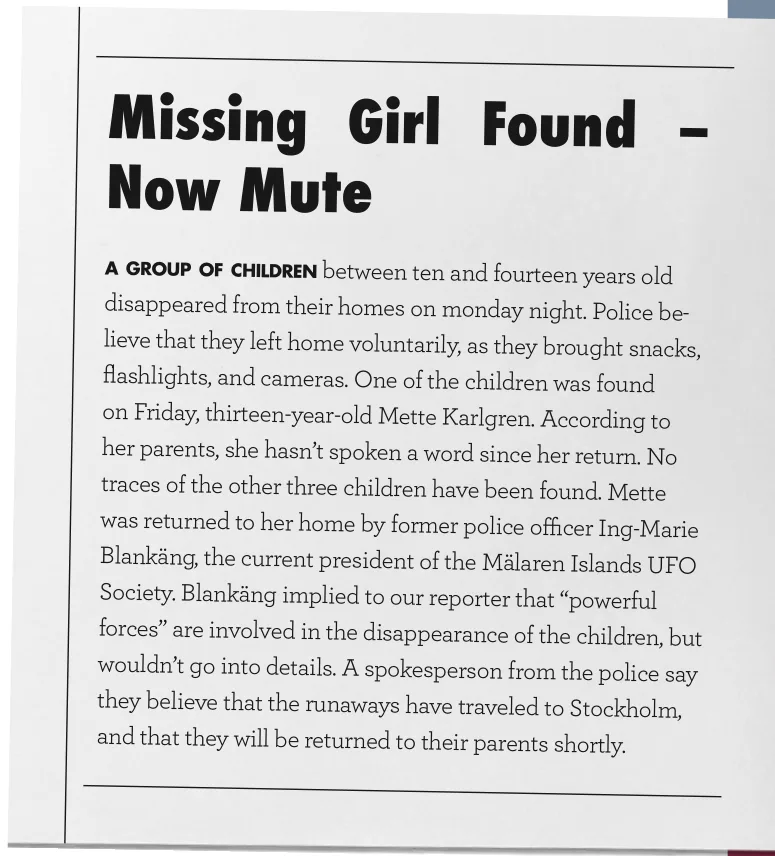 Missing Girl Found –
Now Mute
A GROUP OF CHILDREN between ten and fourteen years old
disappeared from their homes on monday night. Police be-
lieve that they left home voluntarily, as they brought snacks,
flashlights, and cameras. One of the children was found
on Friday, thirteen-year-old Mette Karlgren. According to
her parents, she hasn’t spoken a word since her return. No
traces of the other three children have been found. Mette
was returned to her home by former police officer Ing-Marie
Blankäng, the current president of the Mälaren Islands UFO
Society. Blankäng implied to our reporter that “powerful
forces” are involved in the disappearance of the children, but
wouldn’t go into details. A spokesperson from the police say
they believe that the runaways have traveled to Stockholm,
and that they will be returned to their parents shortly.